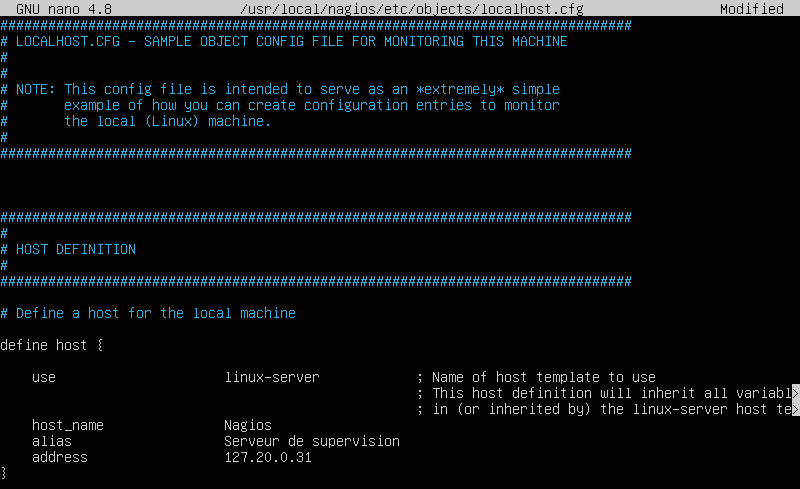 GNU nano 4.8 /usr/local/nagios/etc/objects/localhost.cfg Modified
###############################################################################
# LOCALHOST.CFG - SAMPLE OBJECT CONFIG FILE FOR MONITORING THIS MACHINE
#
#
# NOTE: This config file is intended to serve as an *extremely* simple
#       example of how you can create configuration entries to monitor
#       the local (Linux) machine.
#
###############################################################################
###############################################################################
#
# HOST DEFINITION
#
###############################################################################
# Define a host for the local machine
define host {
    use                     linux-server            ; Name of host template to use
                                                    ; This host definition will inherit all variabl>
                                                    ; in (or inherited by) the linux-server host te>
    host_name               Nagios
    alias                   Serveur de supervision
    address                 127.20.0.31
}